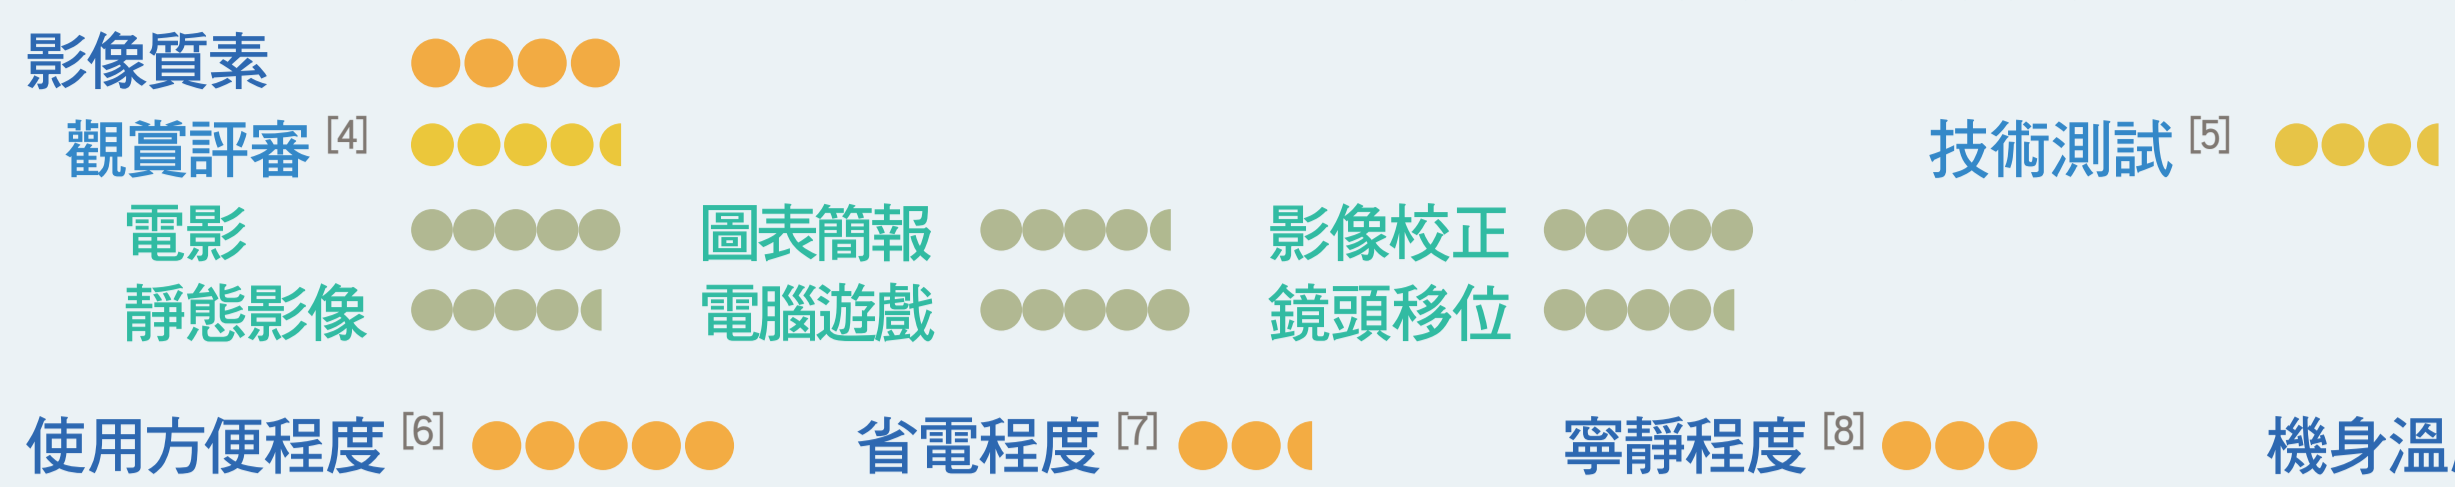 影像質素
觀賞評審 [4] 技術測試 [5]
電影 圖表簡報 影像校正
靜態影像 電腦遊戲 鏡頭移位
使用方便程度 [6] 省電程度 [7] 寧靜程度 [8] 機身溫